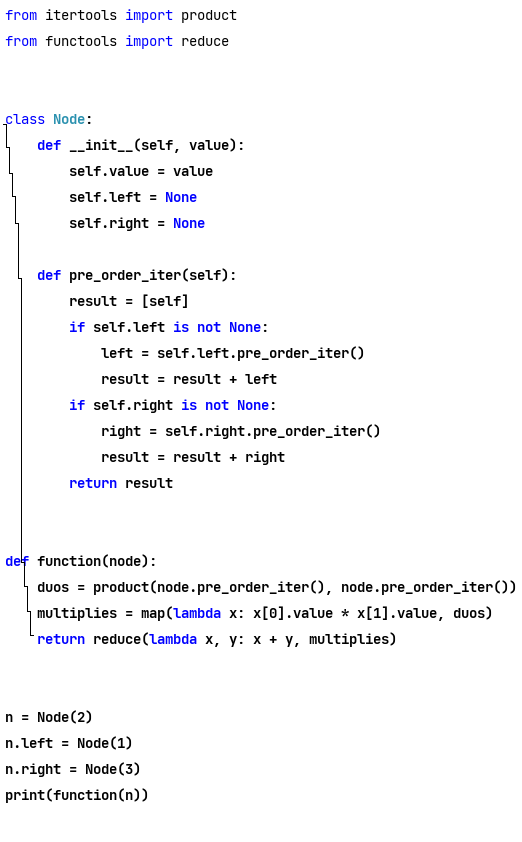 from itertools import product
from functools import reduce
class Node:
    def __init__(self, value):
        self.value = value
        self.left = None
        self.right = None
    def pre_order_iter(self):
        result = [self]
        if self.left is not None:
            left = self.left.pre_order_iter()
            result = result + left
        if self.right is not None:
            right = self.right.pre_order_iter()
            result = result + right
        return result
def function(node):
    duos = product(node.pre_order_iter(), node.pre_order_iter())
    multiplies = map(lambda x: x[0].value * x[1].value, duos)
    return reduce(lambda x, y: x + y, multiplies)
n = Node(2)
n.left = Node(1)
n.right = Node(3)
print(function(n))